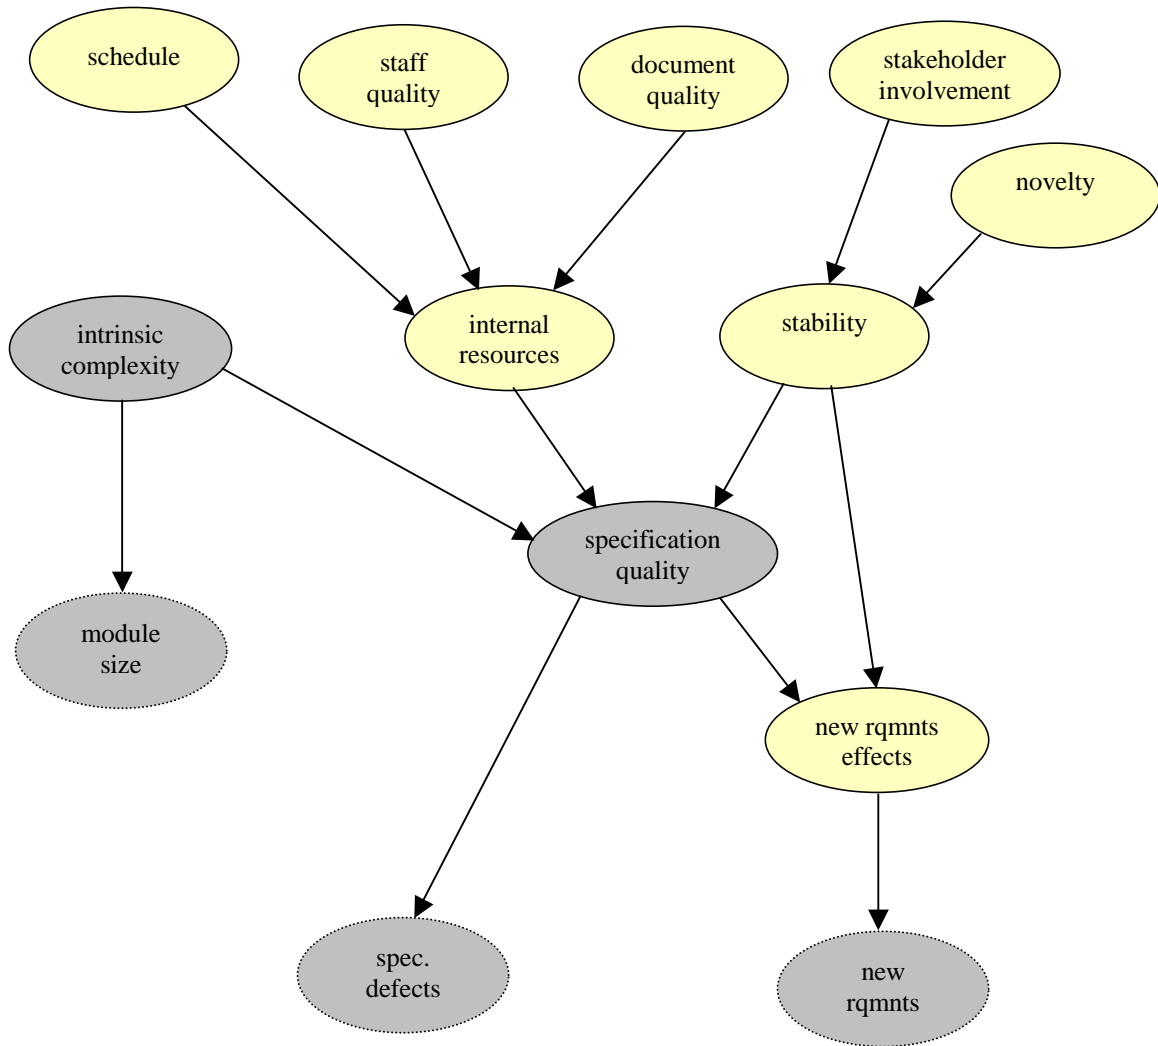 schedule
staff
quality
document
quality
stakeholder
involvement
novelty
intrinsic
complexity
internal
resources
stability
specification
quality
module
size
new rqmnts
effects
spec.
defects
new
rqmnts